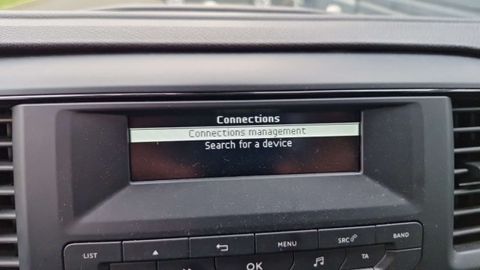 Connections
Connections management
Search for a device
LIST
MENU
SRC
BAND
OK
TA